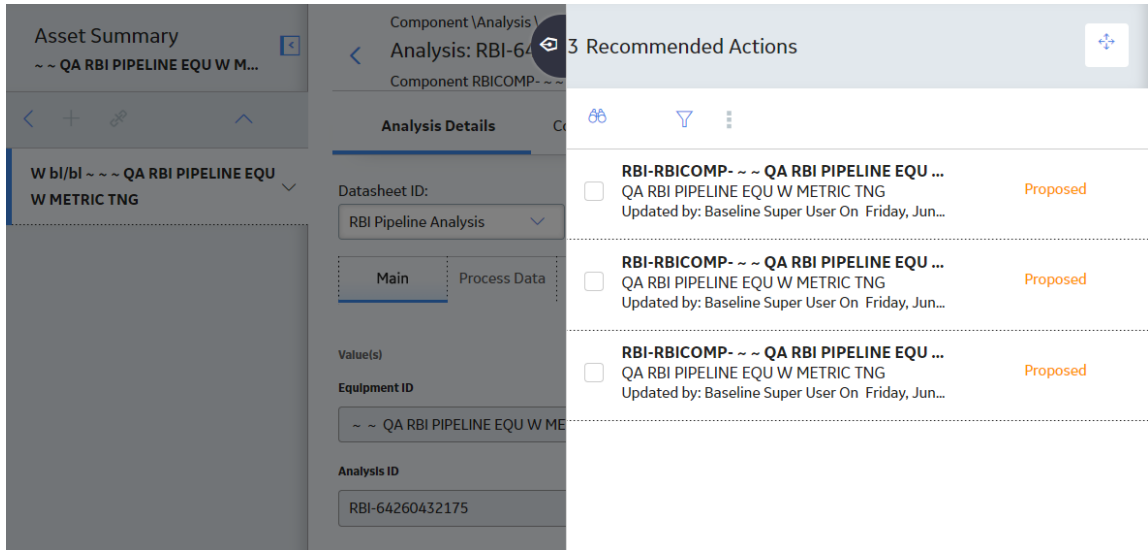 Asset Summary
~ ~ QA RBI PIPELINE EQU W M...
W bl/bl ~ ~ ~ QA RBI PIPELINE EQU
W METRIC TNG
Component \Analysis \
Analysis: RBI-64
Component RBICOMP- ~ ~
Analysis Details
Datasheet ID:
RBI Pipeline Analysis
Main Process Data
Value(s)
Equipment ID
~ ~ QA RBI PIPELINE EQU W ME
Analysis ID
RBI-64260432175
3 Recommended Actions
RBI-RBICOMP- ~ ~ QA RBI PIPELINE EQU ...
QA RBI PIPELINE EQU W METRIC TNG
Updated by: Baseline Super User On Friday, Jun...
Proposed
RBI-RBICOMP- ~ ~ QA RBI PIPELINE EQU ...
QA RBI PIPELINE EQU W METRIC TNG
Updated by: Baseline Super User On Friday, Jun...
Proposed
RBI-RBICOMP- ~ ~ QA RBI PIPELINE EQU ...
QA RBI PIPELINE EQU W METRIC TNG
Updated by: Baseline Super User On Friday, Jun...
Proposed